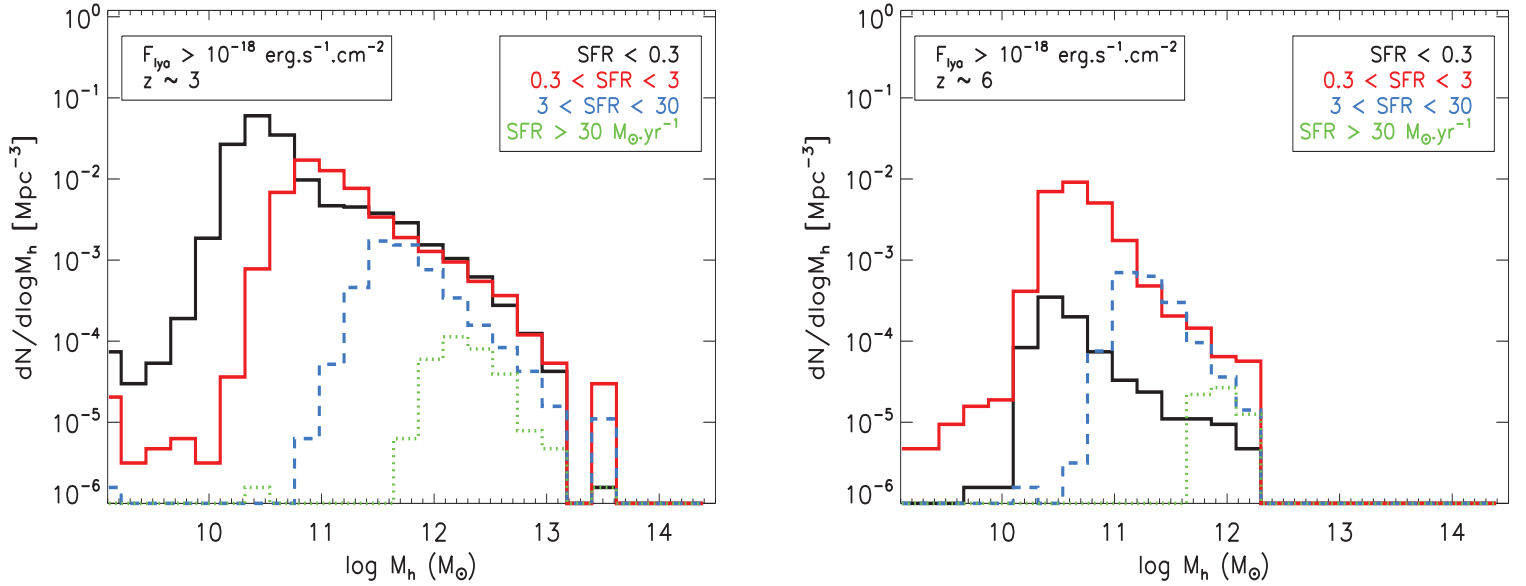 F_lya > 10^-18 erg.s^-1.cm^-2
z ~ 3
SFR < 0.3
0.3 < SFR < 3
3 < SFR < 30
SFR > 30 M_⊙.yr^-1
dN/dlogM_h [Mpc^-3]
10^0
10^-1
10^-2
10^-3
10^-4
10^-5
10^-6
10 11 12 13 14
log M_h (M_⊙)
F_lya > 10^-18 erg.s^-1.cm^-2
z ~ 6
SFR < 0.3
0.3 < SFR < 3
3 < SFR < 30
SFR > 30 M_⊙.yr^-1
dN/dlogM_h [Mpc^-3]
10^0
10^-1
10^-2
10^-3
10^-4
10^-5
10^-6
10 11 12 13 14
log M_h (M_⊙)